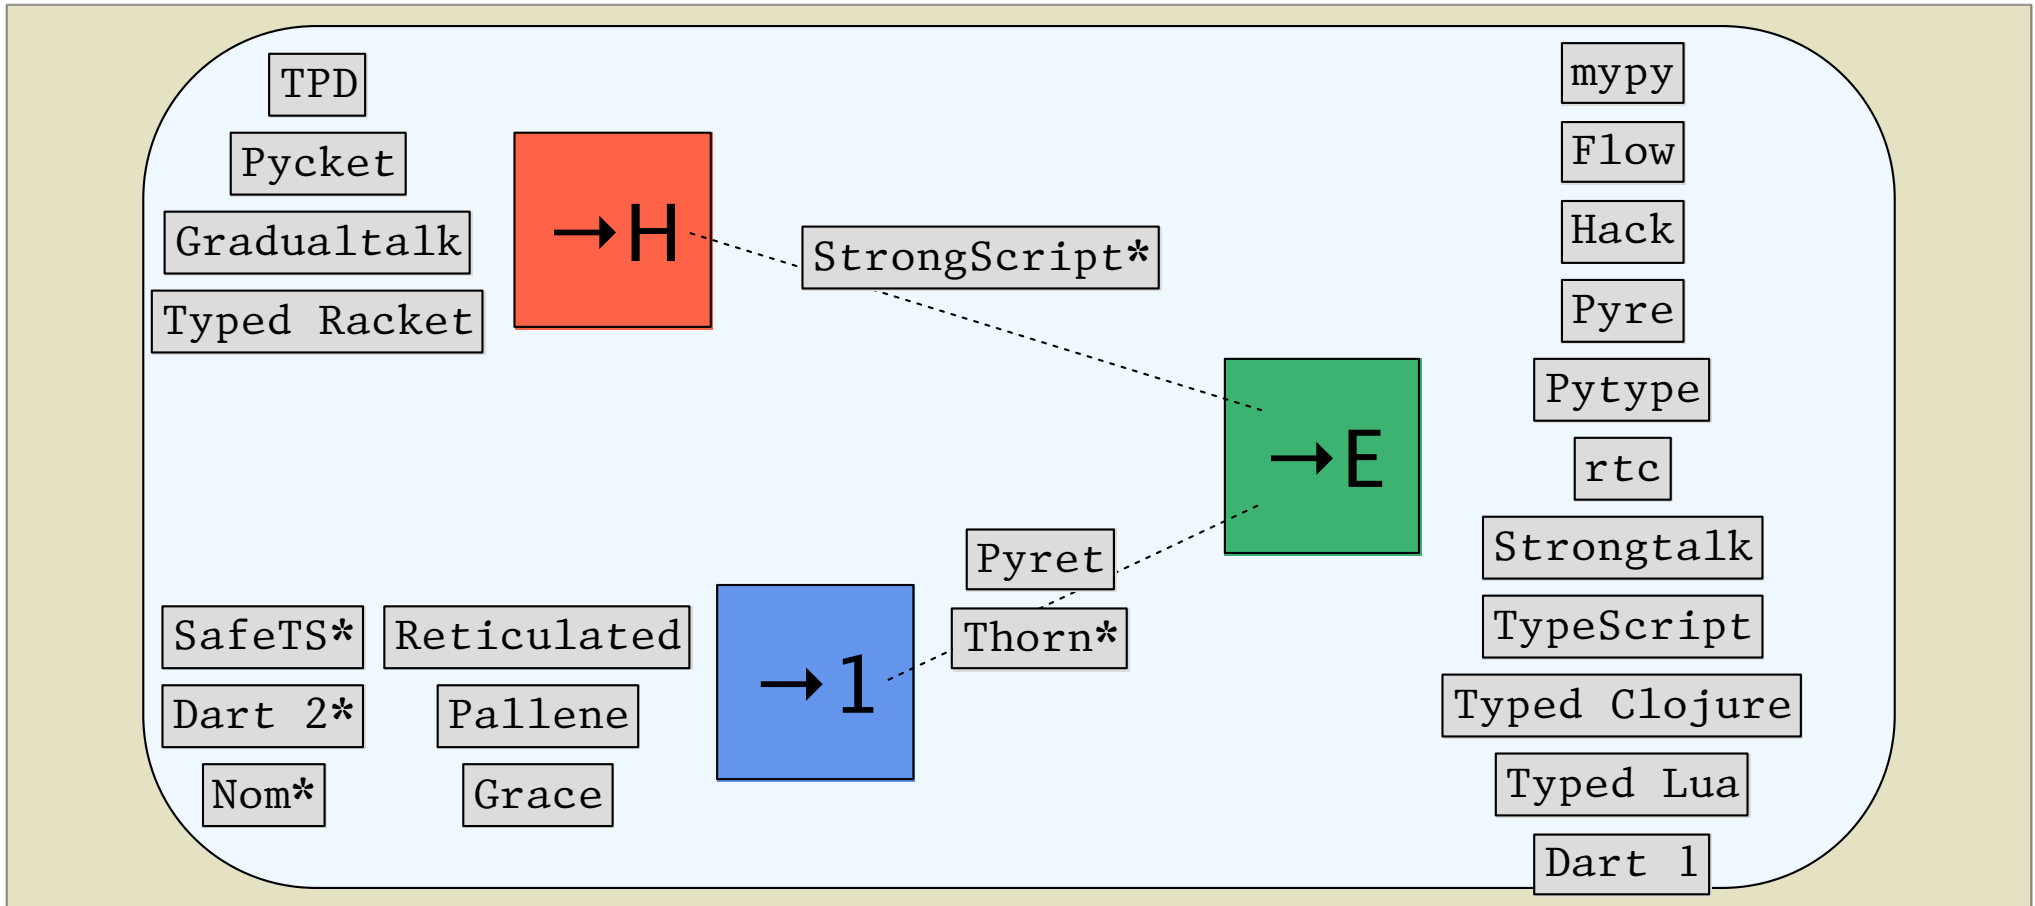 TPD
Pycket
Gradualtalk
Typed Racket
→H
StrongScript*
→E
Pyret
Thorn*
→1
SafeTS*
Reticulated
Dart 2*
Pallene
Nom*
Grace
mypy
Flow
Hack
Pyre
Pytype
rtc
Strongtalk
TypeScript
Typed Clojure
Typed Lua
Dart 1